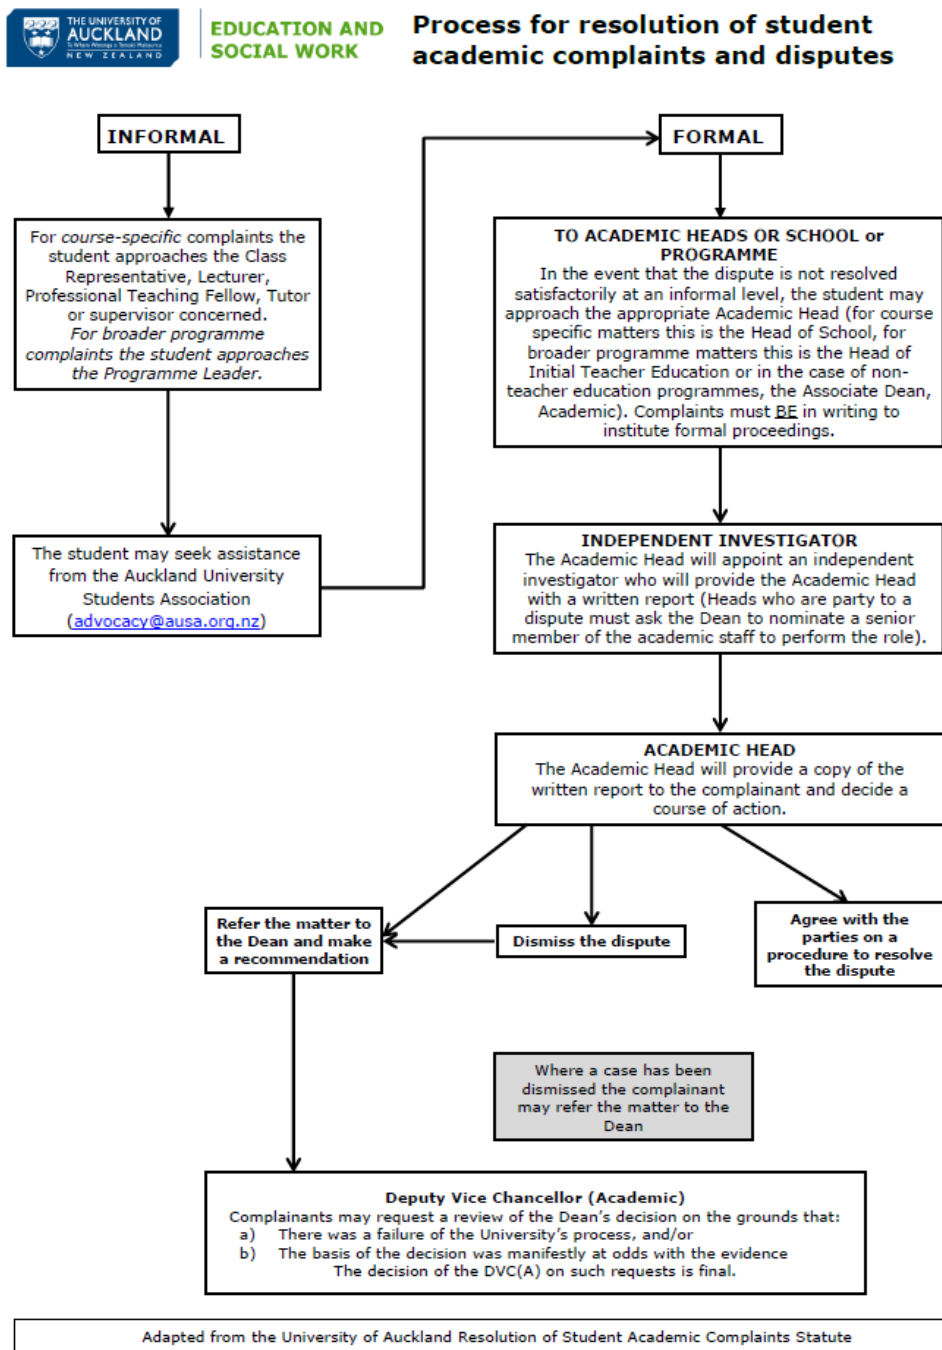 THE UNIVERSITY OF
AUCKLAND
Te Whare Wānanga o Tāmaki Makaurau
NEW ZEALAND
EDUCATION AND
SOCIAL WORK
Process for resolution of student
academic complaints and disputes
INFORMAL
For course-specific complaints the
student approaches the Class
Representative, Lecturer,
Professional Teaching Fellow, Tutor
or supervisor concerned.
For broader programme
complaints the student approaches
the Programme Leader.
The student may seek assistance
from the Auckland University
Students Association
(advocacy@ausa.org.nz)
FORMAL
TO ACADEMIC HEADS OR SCHOOL or
PROGRAMME
In the event that the dispute is not resolved
satisfactorily at an informal level, the student may
approach the appropriate Academic Head (for course
specific matters this is the Head of School, for
broader programme matters this is the Head of
Initial Teacher Education or in the case of non-
teacher education programmes, the Associate Dean,
Academic). Complaints must BE in writing to
institute formal proceedings.
INDEPENDENT INVESTIGATOR
The Academic Head will appoint an independent
investigator who will provide the Academic Head
with a written report (Heads who are party to a
dispute must ask the Dean to nominate a senior
member of the academic staff to perform the role).
ACADEMIC HEAD
The Academic Head will provide a copy of the
written report to the complainant and decide a
course of action.
Refer the matter to
the Dean and make
a recommendation
Dismiss the dispute
Agree with the
parties on a
procedure to resolve
the dispute
Where a case has been
dismissed the complainant
may refer the matter to the
Dean
Deputy Vice Chancellor (Academic)
Complainants may request a review of the Dean's decision on the grounds that:
a) There was a failure of the University's process, and/or
b) The basis of the decision was manifestly at odds with the evidence
The decision of the DVC(A) on such requests is final.
Adapted from the University of Auckland Resolution of Student Academic Complaints Statute